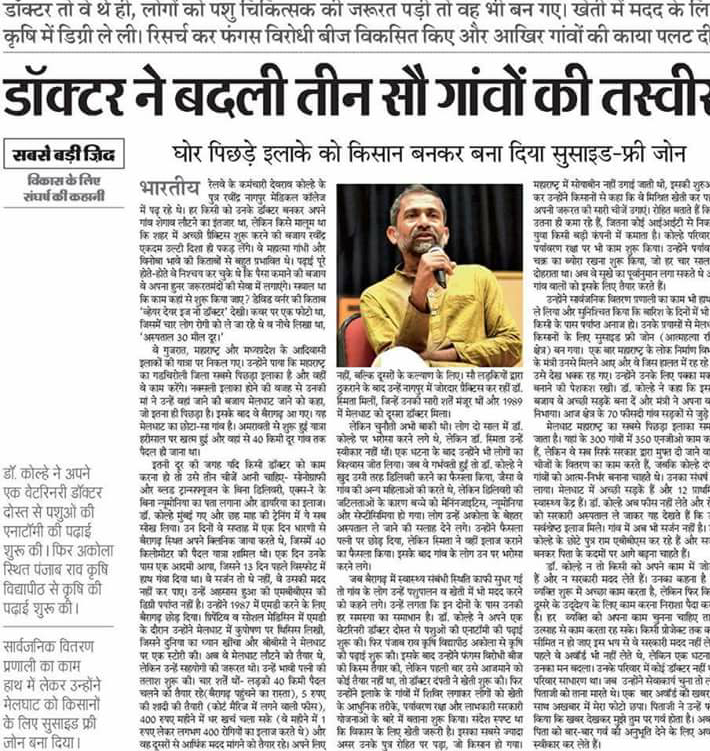 डॉक्टर तो वे थे ही, लोगों को पशु चिकित्सक की जरूरत पड़ी तो वह भी बन गए। खेती में मदद के लि
कृषि में डिग्री ले ली। रिसर्च कर फंगस विरोधी बीज विकसित किए और आखिर गांवों की काया पलट दी
डॉक्टर ने बदली तीन सौ गांवों की तस्वीर
सबसे बड़ी ज़िद
विकास के लिए
संघर्ष की कहानी
घोर पिछड़े इलाके को किसान बनकर बना दिया सुसाइड-फ्री जोन
डॉ. कोल्हे ने अपने
एक वेटरिनरी डॉक्टर
दोस्त से पशुओं की
एनाटॉमी की पढ़ाई
शुरू की। फिर अकोला
स्थित पंजाब राव कृषि
विद्यापीठ से कृषि की
पढ़ाई शुरू की।
सार्वजनिक वितरण
प्रणाली का काम
हाथ में लेकर उन्होंने
मेलघाट को किसानों
के लिए सुसाइड फ्री
जोन बना दिया।
भारतीय रेलवे के कर्मचारी देवराव कोल्हे के
पुत्र रवींद्र नागपुर मेडिकल कॉलेज
में पढ़ रहे थे। हर किसी को उनके डॉक्टर बनकर अपने
गांव शेगाव लौटने का इंतजार था, लेकिन किसे मालूम था
कि शहर में अच्छी प्रैक्टिस शुरू करने की बजाय रवींद्र
एकदम उल्टी दिशा ही पकड़ लेंगे। वे महात्मा गांधी और
विनोबा भावे की किताबों से बहुत प्रभावित थे। पढ़ाई पूरी
होते-होते वे निश्चय कर चुके थे कि पैसा कमाने की बजाय
वे अपना हुनर जरूरतमंदों की सेवा में लगाएंगे। सवाल था
कि काम कहां से शुरू किया जाए? डेविड वर्नर की किताब
'व्हेयर देयर इज नो डॉक्टर' देखी। कवर पर एक फोटो था,
जिसमें चार लोग रोगी को ले जा रहे थे व नीचे लिखा था,
'अस्पताल 30 मील दूर।'
वे गुजरात, महाराष्ट्र और मध्यप्रदेश के आदिवासी
इलाकों की यात्रा पर निकल गए। उन्होंने पाया कि महाराष्ट्र
का गडचिरोली जिला सबसे पिछड़ा इलाका है और वहीं
वे काम करेंगे। नक्सली इलाका होने की वजह से उनकी
मां ने उन्हें वहां जाने की बजाय मेलघाट जाने को कहा,
जो इतना ही पिछड़ा है। इसके बाद वे बैरागढ़ आ गए। यह
मेलघाट का छोटा-सा गांव है। अमरावती से शुरू हुई यात्रा
हरीसाल पर खत्म हुई और वहां से 40 किमी दूर गांव तक
पैदल ही जाना था।
इतनी दूर की जगह यदि किसी डॉक्टर को काम
करना हो तो उसे तीन चीजें आनी चाहिए- सोनोग्राफी
और ब्लड ट्रान्सफ्यूजन के बिना डिलिवरी, एक्स-रे के
बिना न्यूमोनिया का पता लगाना और डायरिया का इलाज।
डॉ. कोल्हे मुंबई गए और छह माह की ट्रेनिंग में ये सब
सीख लिया। उन दिनों वे सप्ताह में एक दिन धारणी से
बैरागढ़ स्थित अपने क्लिनिक जाया करते थे, जिसमें 40
किलोमीटर की पैदल यात्रा शामिल थी। एक दिन उनके
पास एक आदमी आया, जिसने 13 दिन पहले विस्फोट में
हाथ गंवा दिया था। वे सर्जन तो थे नहीं, वे उसकी मदद
नहीं कर पाए। उन्हें अहसास हुआ की एमबीबीएस की
डिग्री पर्याप्त नहीं है। उन्होंने 1987 में एमडी करने के लिए
बैरागढ़ छोड़ दिया। प्रिवेंटिव व सोशल मेडिसिन में एमडी
के दौरान उन्होंने मेलघाट में कुपोषण पर थिसिस लिखी,
जिसने दुनिया का ध्यान खींचा और बीबीसी ने मेलघाट
पर एक स्टोरी की। अब वे मेलघाट लौटने की तैयार थे,
लेकिन उन्हें सहयोगी की जरूरत थी। उन्हें भावी पत्नी की
तलाश शुरू की। चार शर्तें थीं- लड़की 40 किमी पैदल
चलने की तैयार रहे(बैरागढ़ पहुंचने का रास्ता), 5 रुपए
की शादी की तैयारी (कोर्ट मैरिज में लगने वाली फीस),
400 रुपए महीने में घर खर्च चला सके (वे महीने में 1
रुपए लेकर लगभग 400 रोगियों का इलाज करते थे) और
वह दूसरों से आर्थिक मदद मांगने को तैयार रहे। अपने लिए
नहीं, बल्कि दूसरों के कल्याण के लिए। सौ लड़कियों द्वारा
ठुकराने के बाद उन्हें नागपुर में जोरदार प्रैक्टिस कर रहीं डॉ.
स्मिता मिलीं, जिन्हें उनकी सारी शर्तें मंजूर थीं और 1989
में मेलघाट को दूसरा डॉक्टर मिला।
लेकिन चुनौती अभी बाकी थी। लोग दो साल में डॉ.
कोल्हे पर भरोसा करने लगे थे, लेकिन डॉ. स्मिता उन्हें
स्वीकार नहीं थीं। एक घटना के बाद उन्होंने भी लोगों का
विश्वास जीत लिया। जब वे गर्भवती हुईं तो डॉ. कोल्हे ने
खुद उसी तरह डिलिवरी कराने का फैसला किया, जैसा वे
गांव की अन्य महिलाओं की करते थे, लेकिन डिलिवरी की
जटिलताओं के कारण बच्चे को मेनिनजाइटिस, न्यूमोनिया
और सेप्टीसीमिया हो गया। लोग उन्हें अकोला के बेहतर
अस्पताल ले जाने की सलाह देने लगे। उन्होंने फैसला
पत्नी पर छोड़ दिया, लेकिन स्मिता ने वहीं इलाज कराने
का फैसला किया। इसके बाद गांव के लोग उन पर भरोसा
करने लगे।
जब बैरागढ़ में स्वास्थ्य संबंधी स्थिति काफी सुधर गई
तो गांव के लोग उन्हें पशुपालन व खेती में भी मदद करने
को कहने लगे। उन्हें लगता कि इन दोनों के पास उनकी
हर समस्या का समाधान है। डॉ. कोल्हे ने अपने एक
वेटरिनरी डॉक्टर दोस्त से पशुओं की एनाटॉमी की पढ़ाई
शुरू की। फिर पंजाब राव कृषि विद्यापीठ अकोला से कृषि
की पढ़ाई शुरू की। इसके बाद उन्होंने फंगस विरोधी बीज
की किस्म तैयार की, लेकिन पहली बार उसे आजमाने को
कोई तैयार नहीं था, तो डॉक्टर दंपती ने खेती शुरू की। फिर
उन्होंने इलाके के गांवों में शिविर लगाकर लोगों को खेती
के आधुनिक तरीके, पर्यावरण रक्षा और लाभकारी सरकारी
योजनाओं के बारे में बताना शुरू किया। संदेश स्पष्ट था
कि विकास के लिए खेती जरूरी है। इसका सबसे ज्यादा
असर उनके पुत्र रोहित पर पड़ा, जो किसान हो गया।
महाराष्ट्र में सोयाबीन नहीं उगाई जाती थी, इसकी शुरुआ
कर उन्होंने किसानों से कहा कि वे मिश्रित खेती कर पा
अपनी जरूरत की सारी चीजें उगाएं। रोहित बताते हैं कि
उतना ही कमा रहे हैं, जितना कोई आईआईटी से निक
युवा किसी बड़ी कंपनी में कमाता है। कोल्हे परिवार
पर्यावरण रक्षा पर भी काम शुरू किया। उन्होंने पर्याव
चक्र का ब्योरा रखना शुरू किया, जो हर चार साल
दोहराता था। अब वे सूखे का पूर्वानुमान लगा सकते थे अ
गांव वालों को इसके लिए तैयार करते हैं।
उन्होंने सार्वजनिक वितरण प्रणाली का काम भी हाथ
ले लिया और सुनिश्चित किया कि बारिश के दिनों में भी
किसी के पास पर्याप्त अनाज हो। उनके प्रयासों से मेलघ
किसानों के लिए सुसाइड फ्री जोन (आत्महत्या रहि
क्षेत्र) बन गया। एक बार महाराष्ट्र के लोक निर्माण विभ
के मंत्री उनसे मिलने आए और वे जिस हालत में रह रहे
उसे देख भौचक रह गए। उन्होंने उनके लिए पक्का मका
बनाने की पेशकश रखी। डॉ. कोल्हे ने कहा कि इस
बजाय वे अच्छी सड़कें बना दें और मंत्री ने अपना व
निभाया। आज क्षेत्र के 70 फीसदी गांव सड़कों से जुड़े
मेलघाट महाराष्ट्र का सबसे पिछड़ा इलाका सम
जाता है। यहां के 300 गांवों में 350 एनजीओ काम क
हैं, लेकिन वे सब सिर्फ सरकार द्वारा मुफ्त दी जाने वा
चीजों के वितरण का काम करते हैं, जबकि कोल्हे दंप
गांवों को आत्म-निर्भर बनाना चाहते थे। उनका संघर्ष
लाया। मेलघाट में अच्छी सड़कें हैं और 12 प्राथमि
स्वास्थ्य केंद्र हैं। डॉ. कोल्हे अब फीस नहीं लेते और रो
को सरकारी अस्पताल ले जाकर यह देखते हैं कि उ
सर्वश्रेष्ठ इलाज मिले। गांव में अब भी सर्जन नहीं है।
कोल्हे के छोटे पुत्र राम एमबीबीएस कर रहे हैं और सर्ज
बनकर पिता के कदमों पर आगे बढ़ना चाहते हैं।
डॉ. कोल्हे न तो किसी को अपने काम में जोड़
हैं और न सरकारी मदद लेते हैं। उनका कहना है
व्यक्ति शुरू में अच्छा काम करता है, लेकिन फिर कि
दूसरे के उद्देश्य के लिए काम करना निराशा पैदा कर
है। हर व्यक्ति को अपना काम चुनना चाहिए ता
उत्साह से काम करता रह सके। किसी प्रोजेक्ट तक क
सीमित न हो जाए इस भय से वे सरकारी मदद नहीं ले
पहले वे अवॉर्ड भी नहीं लेते थे, लेकिन एक घटना
उनका मन बदला। उनके परिवार में कोई डॉक्टर नहीं थ
परिवार साधारण था। जब उन्होंने सेवाकार्य चुना तो ल
पिताजी को ताना मारते थे। एक बार अवॉर्ड की खबर
साथ अखबार में मेरा फोटो छपा। पिताजी ने फोन क
किया कि खबर देखकर मुझे तुम पर गर्व होता है। अब
पिता को बार-बार गर्व की अनुभूति देने के लिए अव
स्वीकार कर लेते हैं।